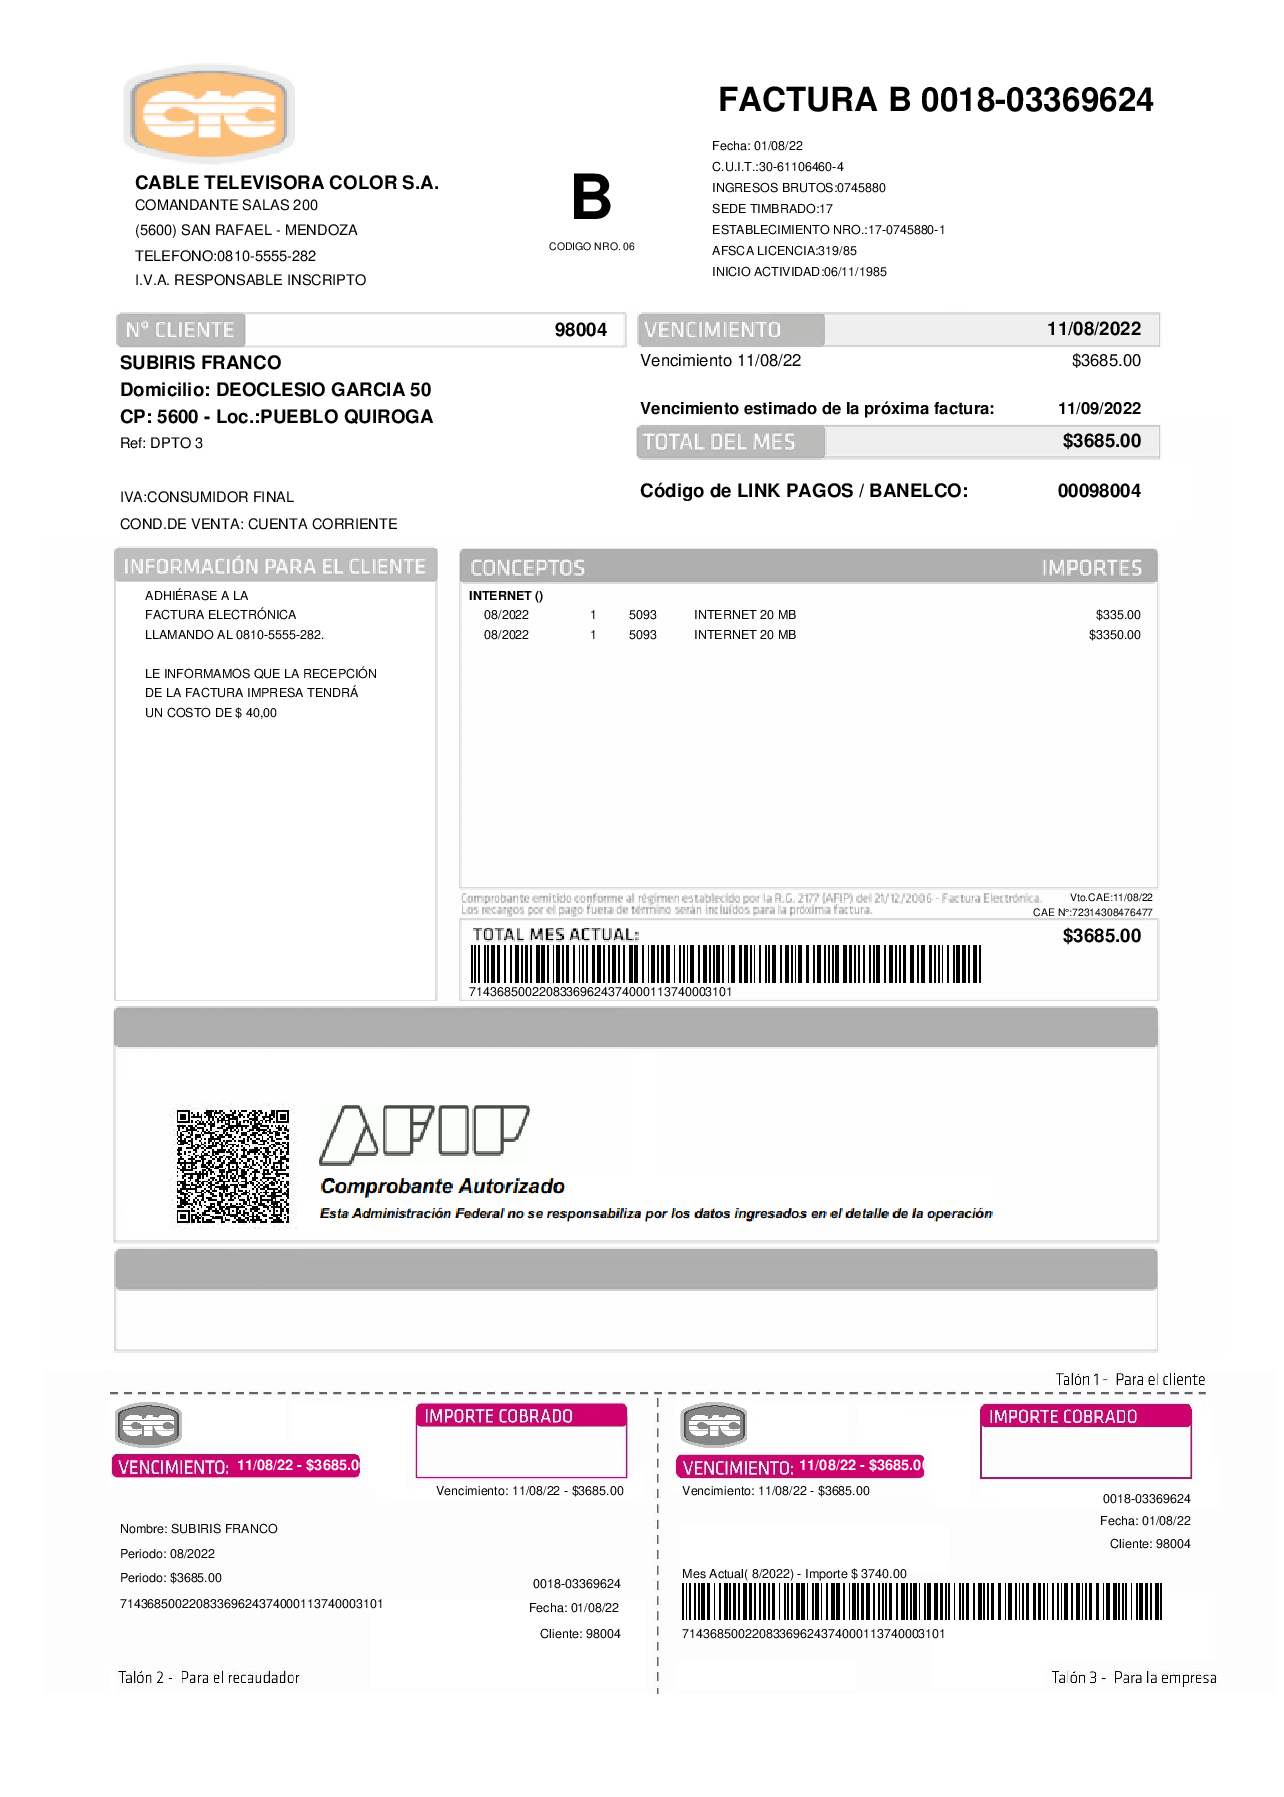 CTC
FACTURA B 0018-03369624
Fecha: 01/08/22
C.U.I.T.:30-61106460-4
INGRESOS BRUTOS:0745880
SEDE TIMBRADO:17
ESTABLECIMIENTO NRO.:17-0745880-1
AFSCA LICENCIA:319/85
INICIO ACTIVIDAD:06/11/1985
CABLE TELEVISORA COLOR S.A.
COMANDANTE SALAS 200
(5600) SAN RAFAEL - MENDOZA
TELEFONO:0810-5555-282
I.V.A. RESPONSABLE INSCRIPTO
B
CODIGO NRO. 06
Nº CLIENTE 98004
SUBIRIS FRANCO
Domicilio: DEOCLESIO GARCIA 50
CP: 5600 - Loc.:PUEBLO QUIROGA
Ref: DPTO 3
IVA:CONSUMIDOR FINAL
COND.DE VENTA: CUENTA CORRIENTE
VENCIMIENTO 11/08/2022
Vencimiento 11/08/22 $3685.00
Vencimiento estimado de la próxima factura: 11/09/2022
TOTAL DEL MES $3685.00
Código de LINK PAGOS / BANELCO: 00098004
INFORMACIÓN PARA EL CLIENTE
ADHIÉRASE A LA
FACTURA ELECTRÓNICA
LLAMANDO AL 0810-5555-282.
LE INFORMAMOS QUE LA RECEPCIÓN
DE LA FACTURA IMPRESA TENDRÁ
UN COSTO DE $ 40,00
CONCEPTOS IMPORTES
INTERNET ()
08/2022 1 5093 INTERNET 20 MB $335.00
08/2022 1 5093 INTERNET 20 MB $3350.00
Comprobante emitido conforme al régimen establecido por la R.G. 2177 (AFIP) del 21/12/2006 - Factura Electrónica.
Los recargos por el pago fuera de término serán incluídos para la próxima factura.
Vto.CAE:11/08/22
CAE N°:72314308476477
TOTAL MES ACTUAL: $3685.00
7143685002208336962437400011374000​3101
AFIP
Comprobante Autorizado
Esta Administración Federal no se responsabiliza por los datos ingresados en el detalle de la operación
Talón 1 - Para el cliente
CTC
IMPORTE COBRADO
VENCIMIENTO: 11/08/22 - $3685.0
Vencimiento: 11/08/22 - $3685.00
Nombre: SUBIRIS FRANCO
Periodo: 08/2022
Periodo: $3685.00
71436850022083369624374000113740003101
0018-03369624
Fecha: 01/08/22
Cliente: 98004
Talón 2 - Para el recaudador
CTC
IMPORTE COBRADO
VENCIMIENTO: 11/08/22 - $3685.0
Vencimiento: 11/08/22 - $3685.00
0018-03369624
Fecha: 01/08/22
Cliente: 98004
Mes Actual( 8/2022) - Importe $ 3740.00
71436850022083369624374000113740003101
Talón 3 - Para la empresa